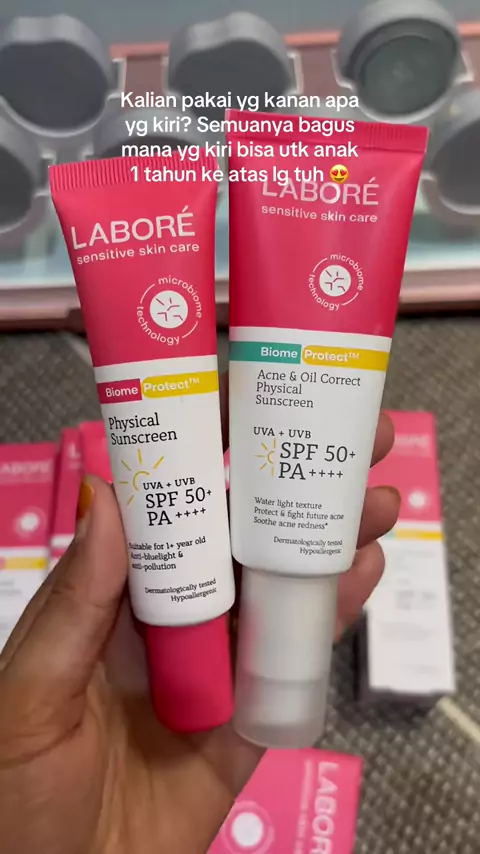 Kalian pakai yg kanan apa
yg kiri? Semuanya bagus
mana yg kiri bisa utk anak
1 tahun ke atas lg tuh 😍
LABORÉ
sensitive skin care
microbiome
technology
Biome Protect™
Physical
Sunscreen
UVA + UVB
SPF 50+
PA ++++
Suitable for 1+ year old
Anti-bluelight &
anti-pollution
Dermatologically tested
Hypoallergenic
LABORÉ
sensitive skin care
microbiome
technology
Biome Protect™
Acne & Oil Correct
Physical
Sunscreen
UVA + UVB
SPF 50+
PA ++++
Water light texture
Protect & fight future acne
Soothe acne redness*
Dermatologically tested
Hypoallergenic
LABORÉ
LABOR